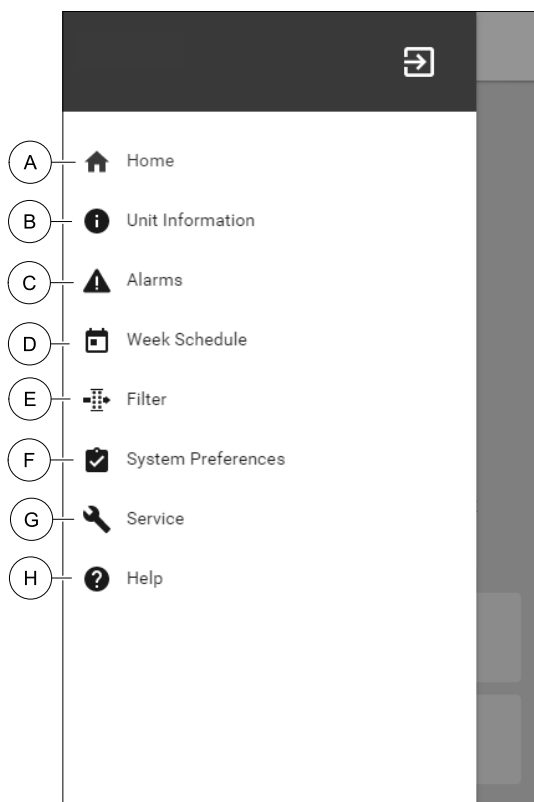 A Home
B Unit Information
C Alarms
D Week Schedule
E Filter
F System Preferences
G Service
H Help